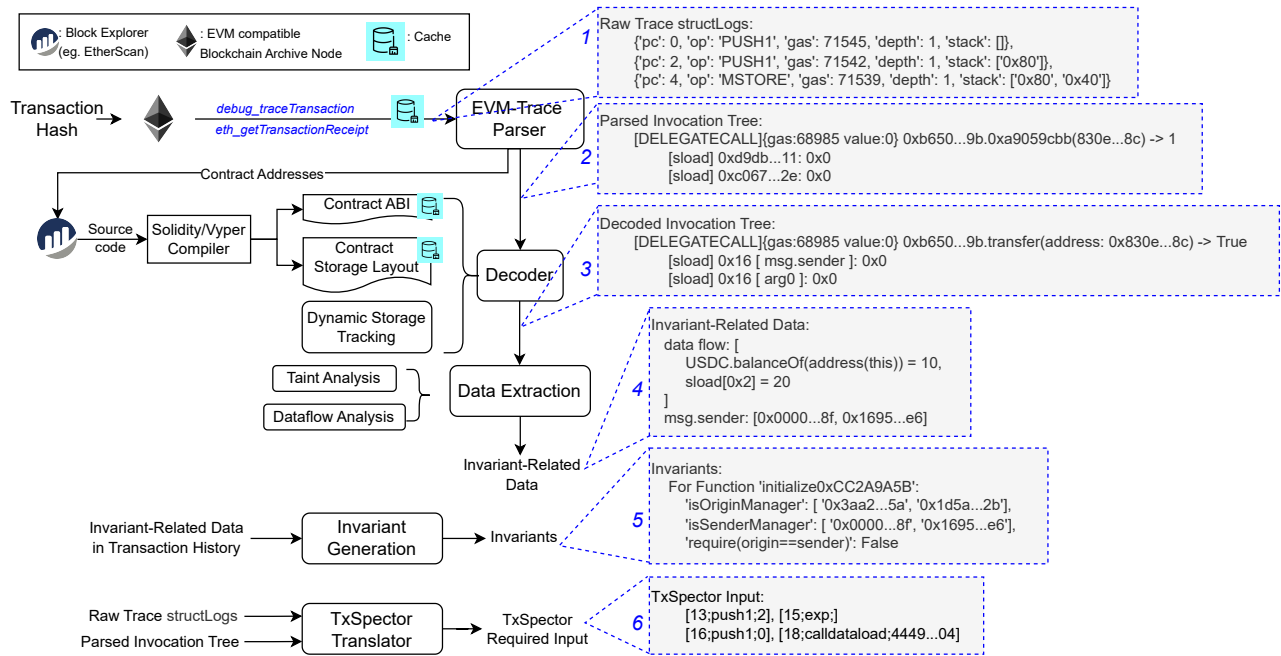 : Block Explorer
(eg. EtherScan)
: EVM compatible
Blockchain Archive Node
: Cache
Transaction
Hash
debug_traceTransaction
eth_getTransactionReceipt
EVM-Trace
Parser
Contract Addresses
Source
code
Solidity/Vyper
Compiler
Contract ABI
Contract
Storage Layout
Dynamic Storage
Tracking
Decoder
Taint Analysis
Dataflow Analysis
Data Extraction
Invariant-Related
Data
Invariant-Related Data
in Transaction History
Invariant
Generation
Invariants
Raw Trace structLogs
Parsed Invocation Tree
TxSpector
Translator
TxSpector
Required Input
1
Raw Trace structLogs:
{'pc': 0, 'op': 'PUSH1', 'gas': 71545, 'depth': 1, 'stack': []},
{'pc': 2, 'op': 'PUSH1', 'gas': 71542, 'depth': 1, 'stack': ['0x80']},
{'pc': 4, 'op': 'MSTORE', 'gas': 71539, 'depth': 1, 'stack': ['0x80', '0x40']}
2
Parsed Invocation Tree:
[DELEGATECALL]{gas:68985 value:0} 0xb650...9b.0xa9059cbb(830e...8c) -> 1
[sload] 0xd9db...11: 0x0
[sload] 0xc067...2e: 0x0
3
Decoded Invocation Tree:
[DELEGATECALL]{gas:68985 value:0} 0xb650...9b.transfer(address: 0x830e...8c) -> True
[sload] 0x16 [ msg.sender ]: 0x0
[sload] 0x16 [ arg0 ]: 0x0
4
Invariant-Related Data:
data flow: [
USDC.balanceOf(address(this)) = 10,
sload[0x2] = 20
]
msg.sender: [0x0000...8f, 0x1695...e6]
5
Invariants:
For Function 'initialize0xCC2A9A5B':
'isOriginManager': [ '0x3aa2...5a', '0x1d5a...2b'],
'isSenderManager': [ '0x0000...8f', '0x1695...e6'],
'require(origin==sender)': False
6
TxSpector Input:
[13;push1;2], [15;exp;]
[16;push1;0], [18;calldataload;4449...04]